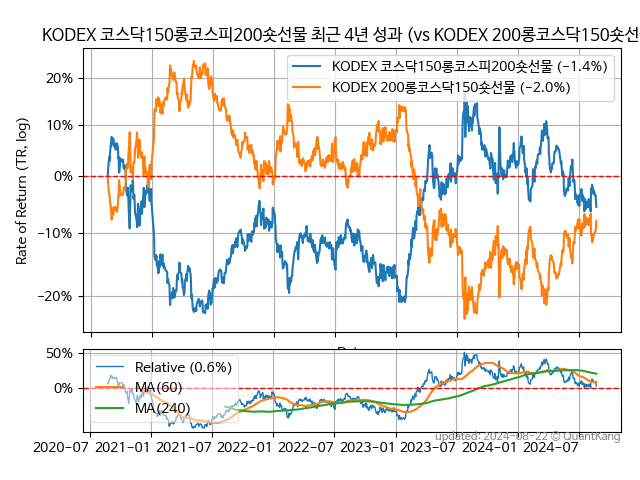 KODEX 코스닥150롱코스피200숏선물 최근 4년 성과 (vs KODEX 200롱코스닥150숏선
KODEX 코스닥150롱코스피200숏선물 (−1.4%)
KODEX 200롱코스닥150숏선물 (−2.0%)
Rate of Return (TR, log)
20%
10%
0%
−10%
−20%
50%
0%
Relative (0.6%)
MA(60)
MA(240)
updated: 2024-08-22 © QuantKang
2020-07 2021-01 2021-07 2022-01 2022-07 2023-01 2023-07 2024-01 2024-07